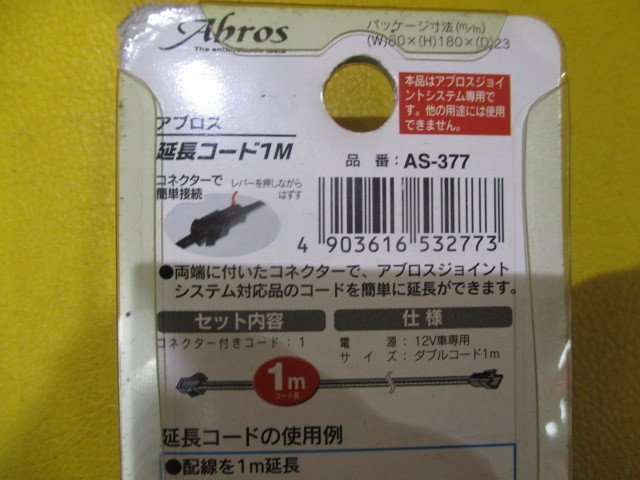 Abros
パッケージ寸法(m/m)
(W)60×(H)180×(D)23
本品はアブロスジョイ
ントシステム専用で
す。他の用途には使用
できません。
アブロス
延長コード1M
品 番：AS-377
コネクターで
簡単接続
レバーを押しながら
はずす
4 903616 532773
●両端に付いたコネクターで、アブロスジョイント
システム対応品のコードを簡単に延長ができます。
セット内容
コネクター付きコード：1
仕様
電源：12V車専用
サイズ：ダブルコード1m
1m
コード長
延長コードの使用例
●配線を1m延長